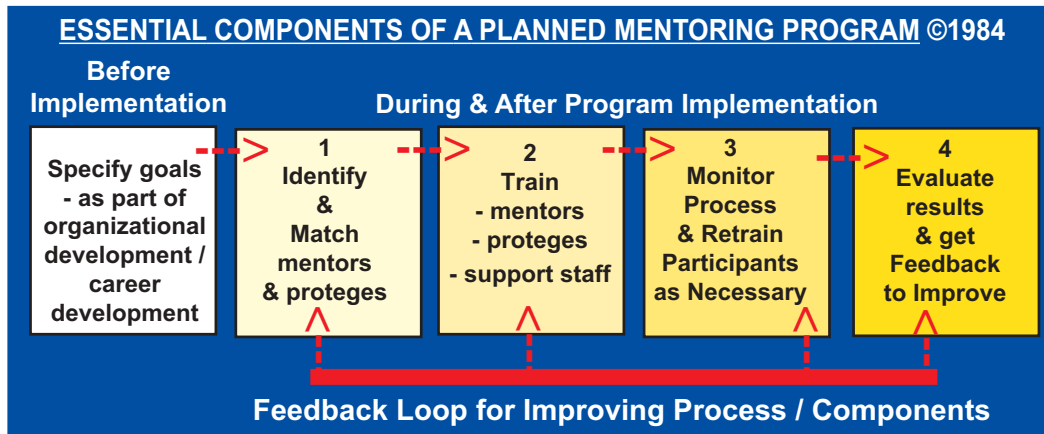 ESSENTIAL COMPONENTS OF A PLANNED MENTORING PROGRAM ©1984
Before
Implementation
During & After Program Implementation
Specify goals
- as part of
organizational
development /
career
development
1
Identify
&
Match
mentors
& proteges
2
Train
- mentors
- proteges
- support staff
3
Monitor
Process
& Retrain
Participants
as Necessary
4
Evaluate
results
& get
Feedback
to Improve
Feedback Loop for Improving Process / Components